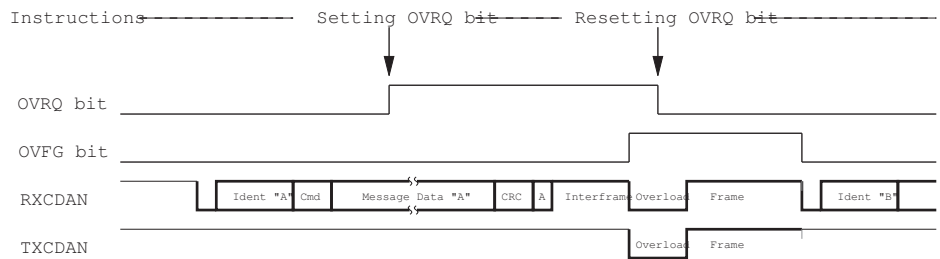 Instructions Setting OVRQ bit Resetting OVRQ bit
OVRQ bit
OVFG bit
RXCDAN Ident "A" Cmd Message Data "A" CRC A Interframe Overload Frame Ident "B"
TXCDAN Overload Frame